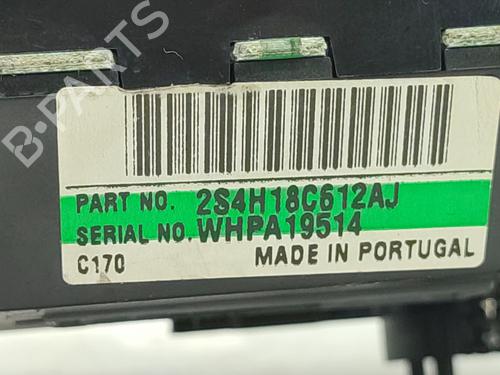 B-PARTS
PART NO. 2S4H18C612AJ
SERIAL NO. WHPA19514
C170 MADE IN PORTUGAL